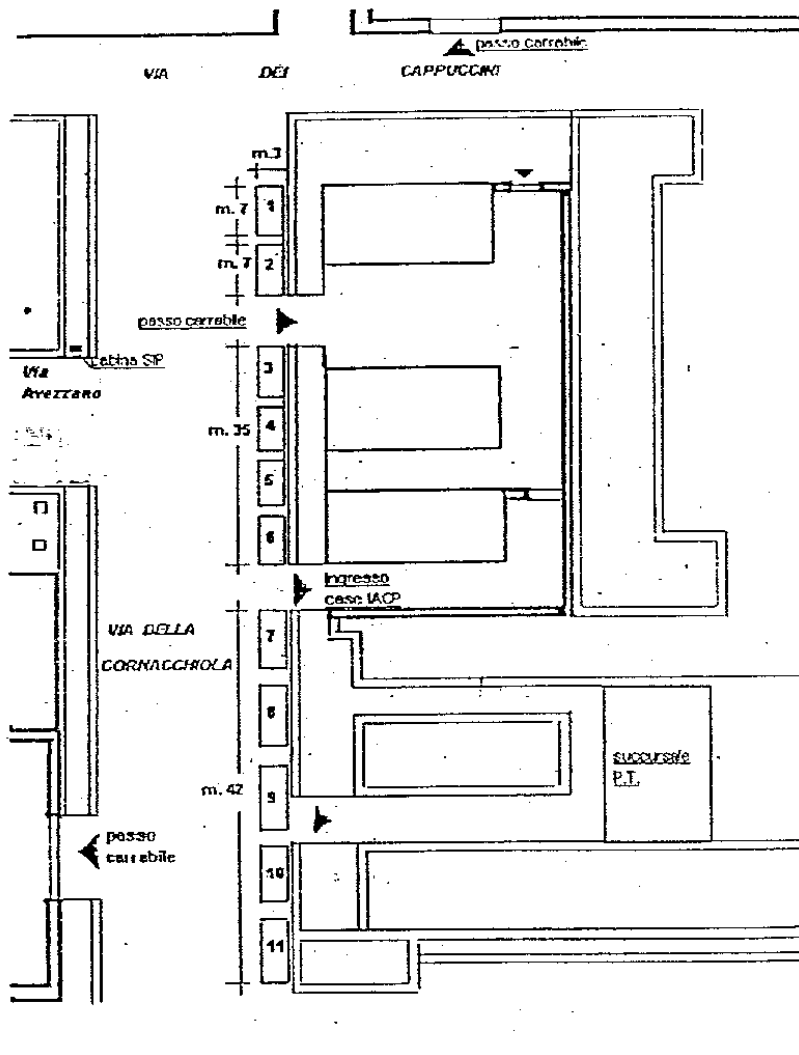 passo carrabile
VIA DEI CAPPUCCINI
m.3
m. 7
1
m. 7
2
passo carrabile
cabina SIP
Via
Avezzano
3
m. 35
4
5
6
Ingresso
case IACP
7
VIA DELLA
CORNACCHIOLA
8
succursale
P.T.
m. 42
9
passo
carrabile
10
11